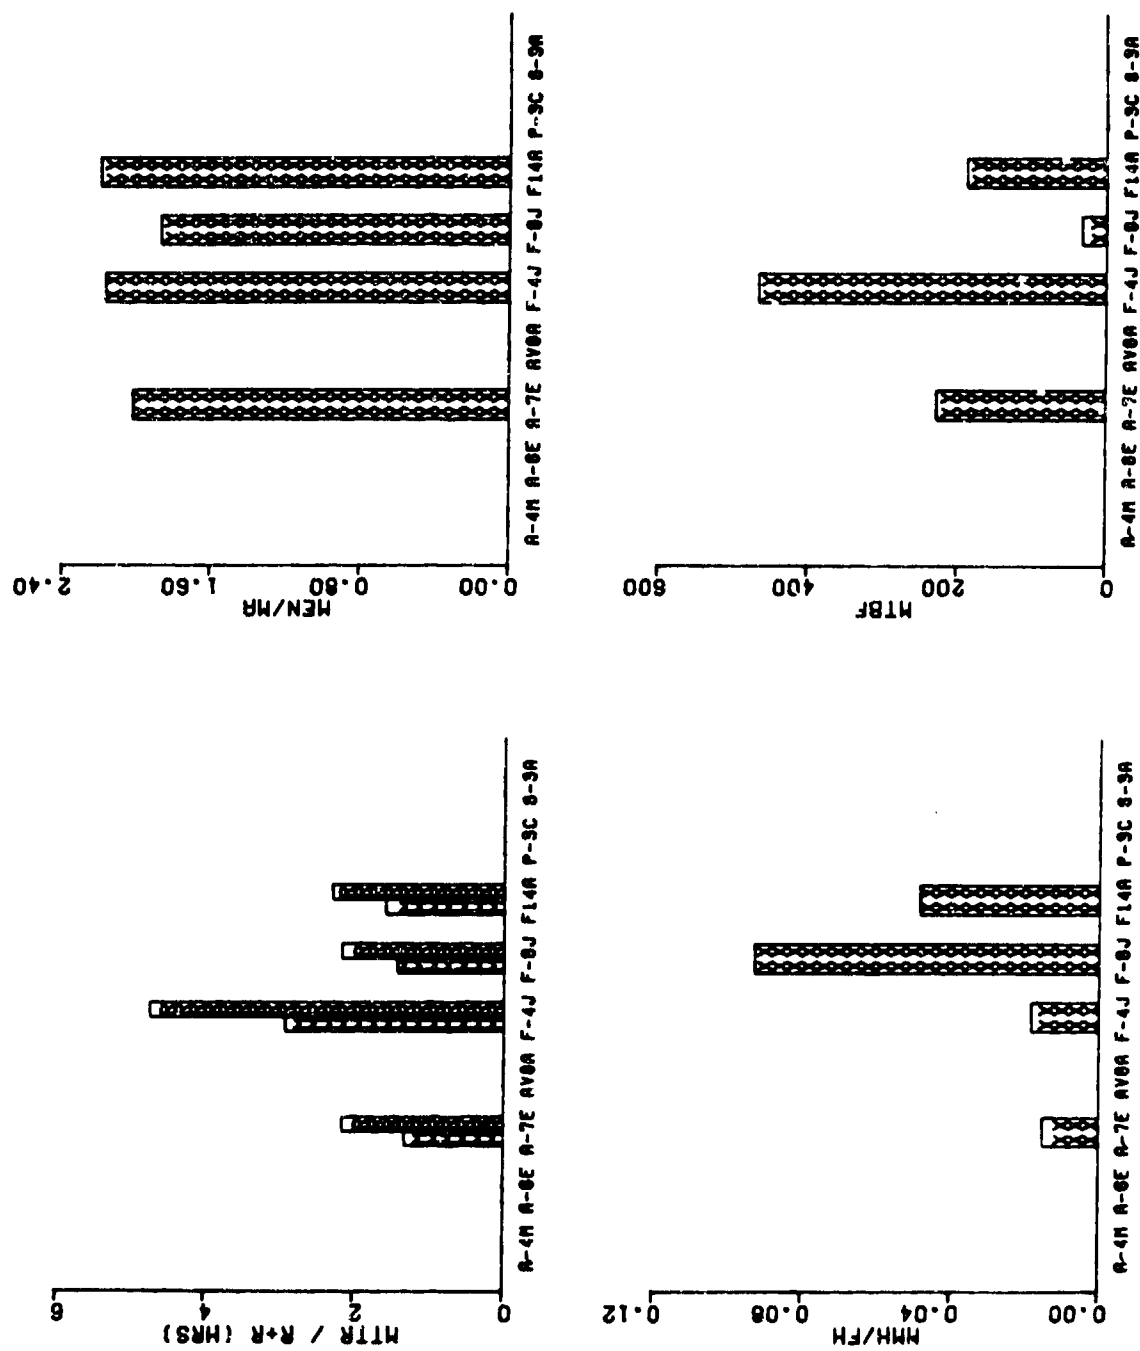 MTTR / R+R (HRS)
6
4
2
0
A-4M A-6E A-7E AV8A F-4J F-8J F14A P-3C S-3A
MEN/MA
2.40
1.60
0.80
0.00
A-4M A-6E A-7E AV8A F-4J F-8J F14A P-3C S-3A
MMH/FH
0.12
0.08
0.04
0.00
A-4M A-6E A-7E AV8A F-4J F-8J F14A P-3C S-3A
MTBF
600
400
200
0
A-4M A-6E A-7E AV8A F-4J F-8J F14A P-3C S-3A